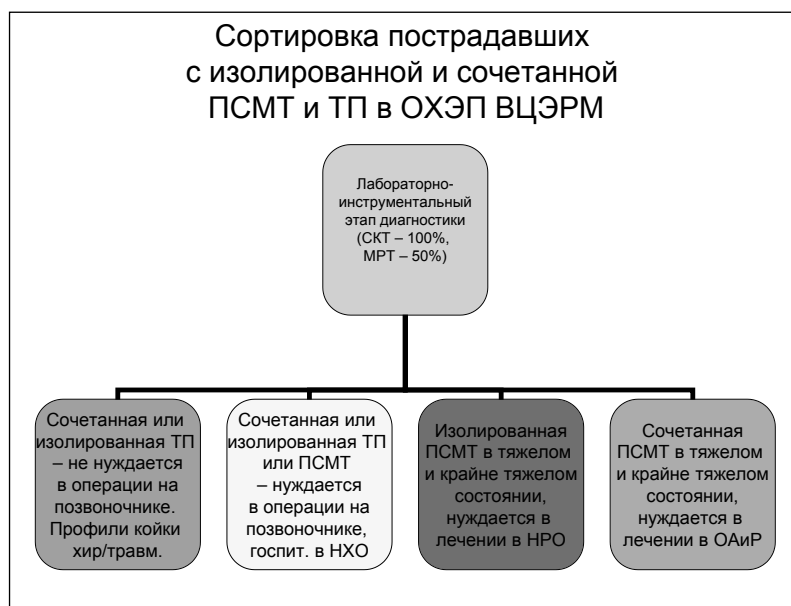 Сортировка пострадавших
с изолированной и сочетанной
ПСМТ и ТП в ОХЭП ВЦЭРМ
Лабораторно-
инструментальный
этап диагностики
(СКТ – 100%,
МРТ – 50%)
Сочетанная или
изолированная ТП
– не нуждается
в операции на
позвоночнике.
Профили койки
хир/травм.
Сочетанная или
изолированная ТП
или ПСМТ
– нуждается
в операции на
позвоночнике,
госпит. в НХО
Изолированная
ПСМТ в тяжелом
и крайне тяжелом
состоянии,
нуждается в
лечении в НРО
Сочетанная
ПСМТ в тяжелом
и крайне тяжелом
состоянии,
нуждается в
лечении в ОАиР